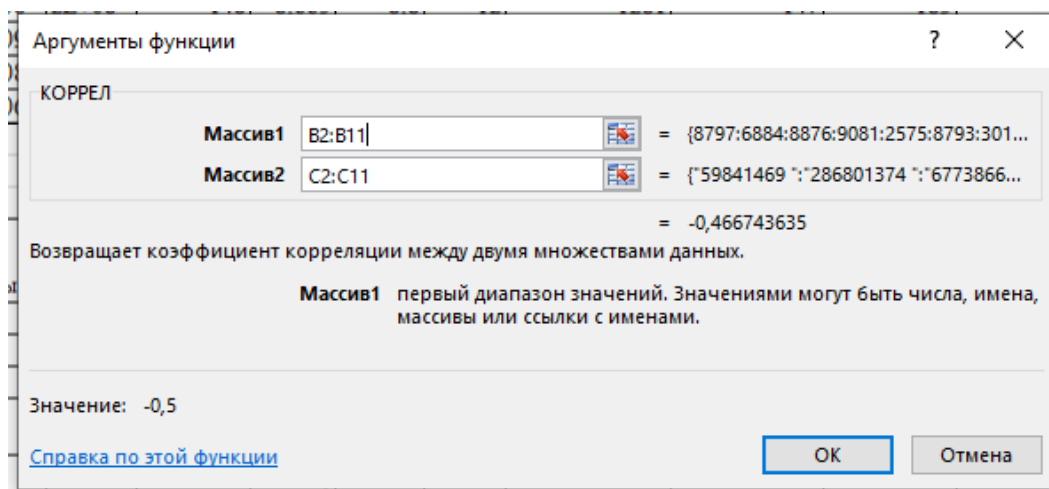 Аргументы функции
?
КОРРЕЛ
Массив1 B2:B11 = {8797:6884:8876:9081:2575:8793:301...
Массив2 C2:C11 = {"59841469 ":"286801374 ":"6773866...
= -0,466743635
Возвращает коэффициент корреляции между двумя множествами данных.
Массив1 первый диапазон значений. Значениями могут быть числа, имена,
массивы или ссылки с именами.
Значение: -0,5
Справка по этой функции
ОК
Отмена